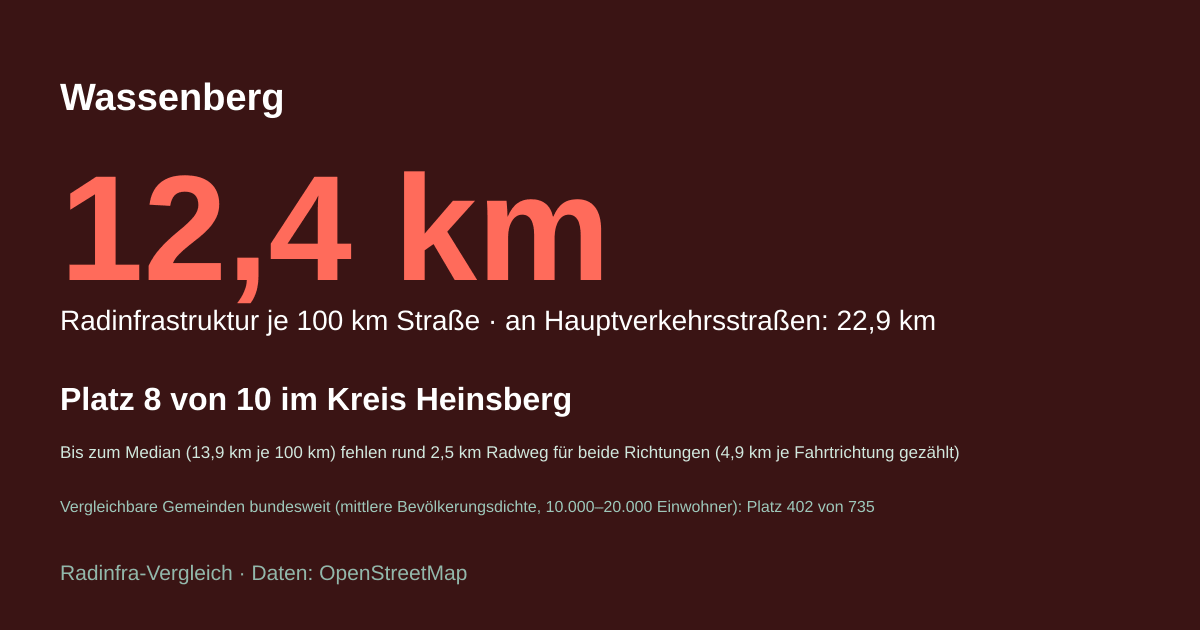 Wassenberg
12,4 km
Radinfrastruktur je 100 km Straße · an Hauptverkehrsstraßen: 22,9 km
Platz 8 von 10 im Kreis Heinsberg
Bis zum Median (13,9 km je 100 km) fehlen rund 2,5 km Radweg für beide Richtungen (4,9 km je Fahrtrichtung gezählt)
Vergleichbare Gemeinden bundesweit (mittlere Bevölkerungsdichte, 10.000–20.000 Einwohner): Platz 402 von 735
Radinfra-Vergleich · Daten: OpenStreetMap